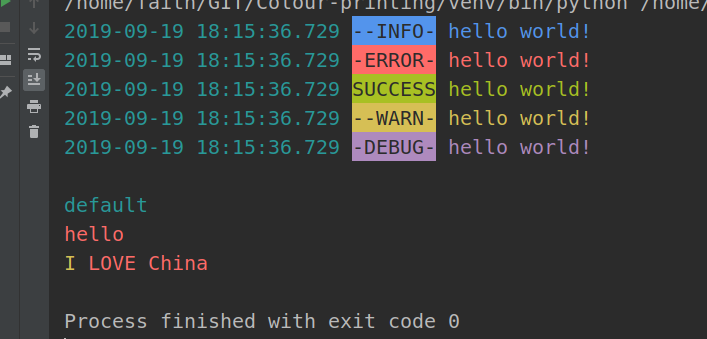 /home/faith/GIT/Colour-printing/venv/bin/python /home/
2019-09-19 18:15:36.729 --INFO- hello world!
2019-09-19 18:15:36.729 -ERROR- hello world!
2019-09-19 18:15:36.729 SUCCESS hello world!
2019-09-19 18:15:36.729 --WARN- hello world!
2019-09-19 18:15:36.729 -DEBUG- hello world!
default
hello
I LOVE China
Process finished with exit code 0